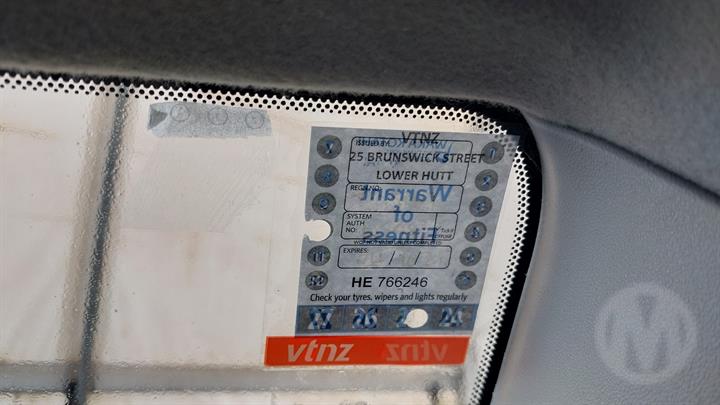 VTNZ
ISSUED BY:
25 BRUNSWICK STREET
LOWER HUTT
REGN.NO:
Warrant
of
Fitness
SYSTEM
AUTH
NO:
EXPIRES: / /
HE 766246
Check your tyres, wipers and lights regularly
vtnz vtnz
M